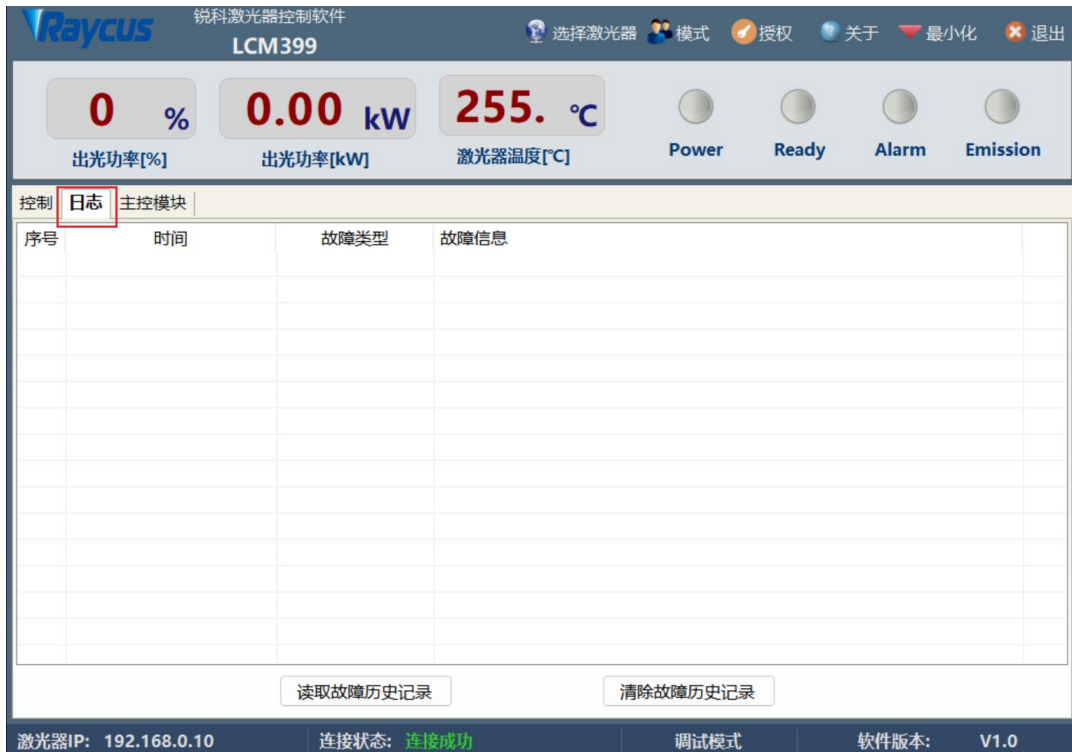 Raycus 锐科激光器控制软件
LCM399
选择激光器 模式 授权 关于 最小化 退出
0 % 0.00 kW 255. ℃
出光功率[%] 出光功率[kW] 激光器温度[℃] Power Ready Alarm Emission
控制 日志 主控模块
序号 时间 故障类型 故障信息
读取故障历史记录 清除故障历史记录
激光器IP: 192.168.0.10 连接状态: 连接成功 调试模式 软件版本: V1.0